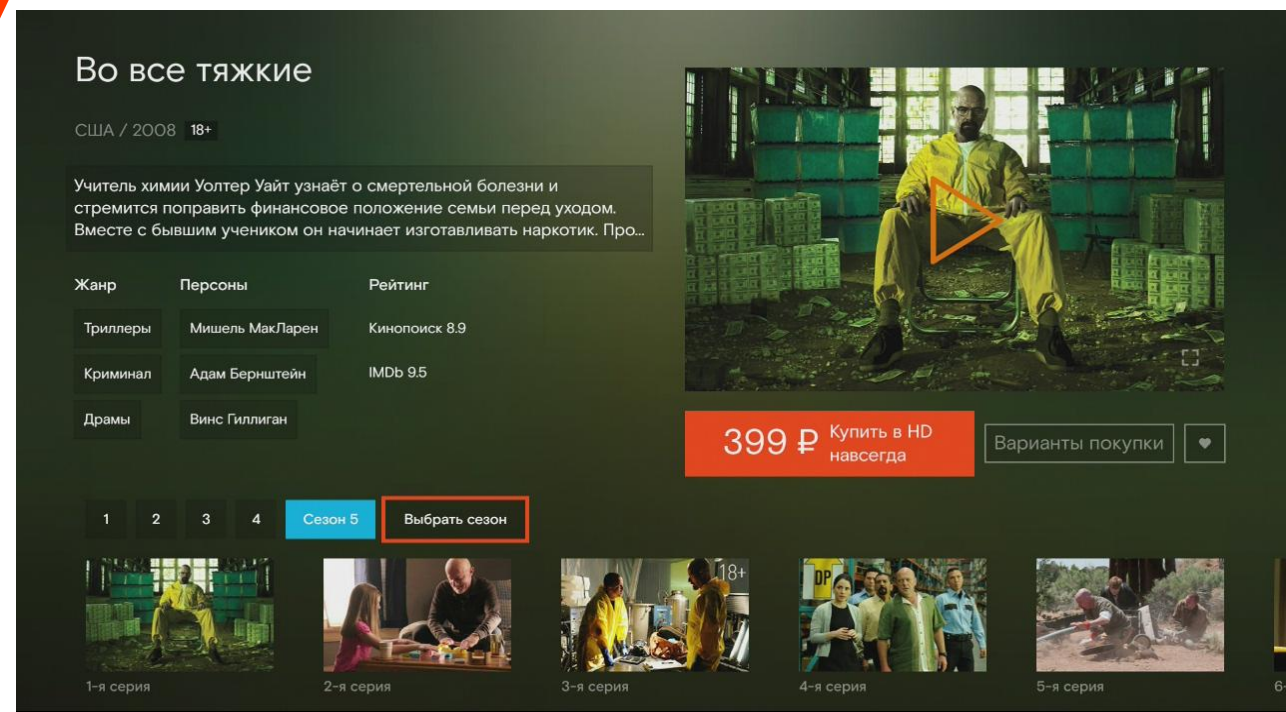 Во все тяжкие
США / 2008 18+
Учитель химии Уолтер Уайт узнаёт о смертельной болезни и
стремится поправить финансовое положение семьи перед уходом.
Вместе с бывшим учеником он начинает изготавливать наркотик. Про...
Жанр Персоны Рейтинг
Триллеры Мишель МакЛарен Кинопоиск 8.9
Криминал Адам Бернштейн IMDb 9.5
Драмы Винс Гиллиган
399 ₽ Купить в HD
навсегда
Варианты покупки
1 2 3 4 Сезон 5 Выбрать сезон
18+
DP
1-я серия 2-я серия 3-я серия 4-я серия 5-я серия 6-